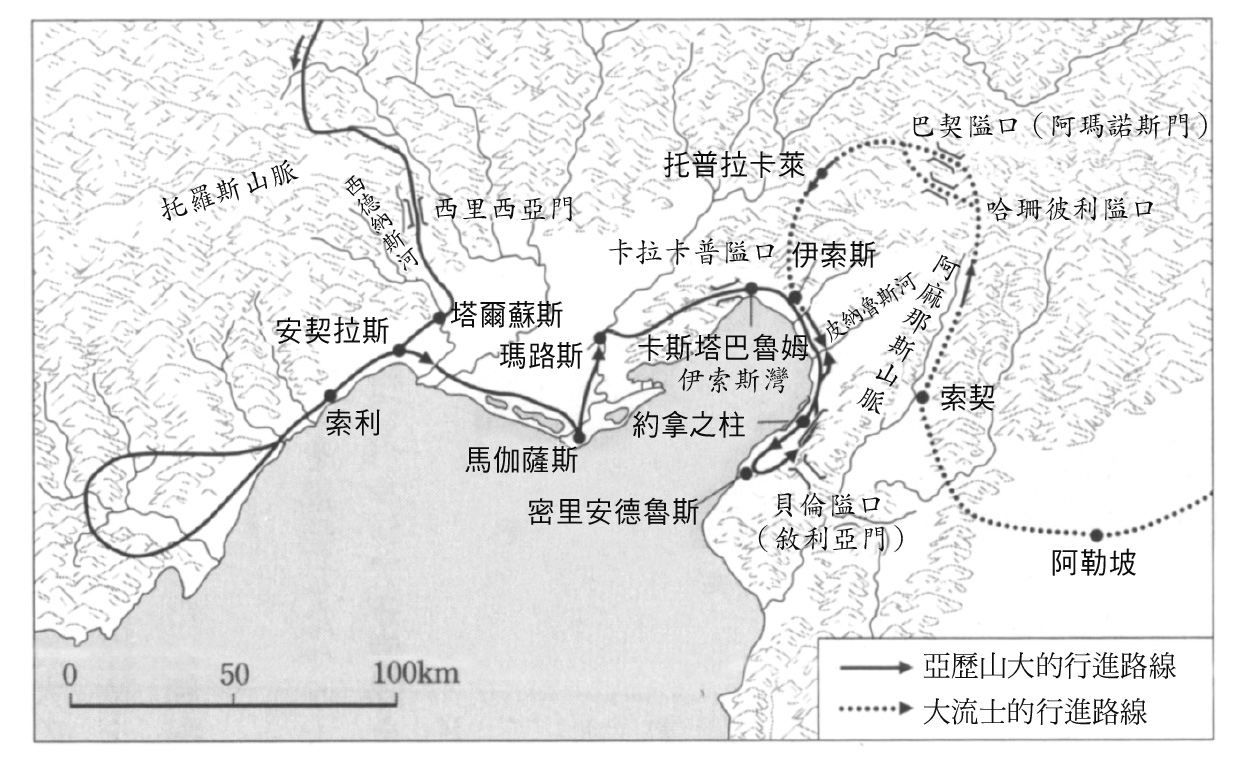 巴契隘口（阿瑪諾斯門）
托普拉卡萊
托羅斯山脈
西德納斯河
西里西亞門
哈珊彼利隘口
卡拉卡普隘口
伊索斯
阿麻那斯山脈
皮納魯斯河
塔爾蘇斯
安契拉斯
瑪路斯
卡斯塔巴魯姆
伊索斯灣
索契
索利
約拿之柱
馬伽薩斯
密里安德魯斯
貝倫隘口
（敘利亞門）
阿勒坡
0 50 100km
亞歷山大的行進路線
大流士的行進路線